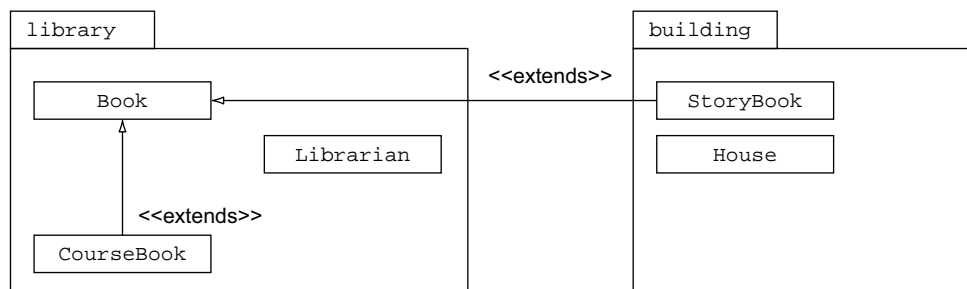 library
building
<<extends>>
Book
StoryBook
Librarian
House
<<extends>>
CourseBook